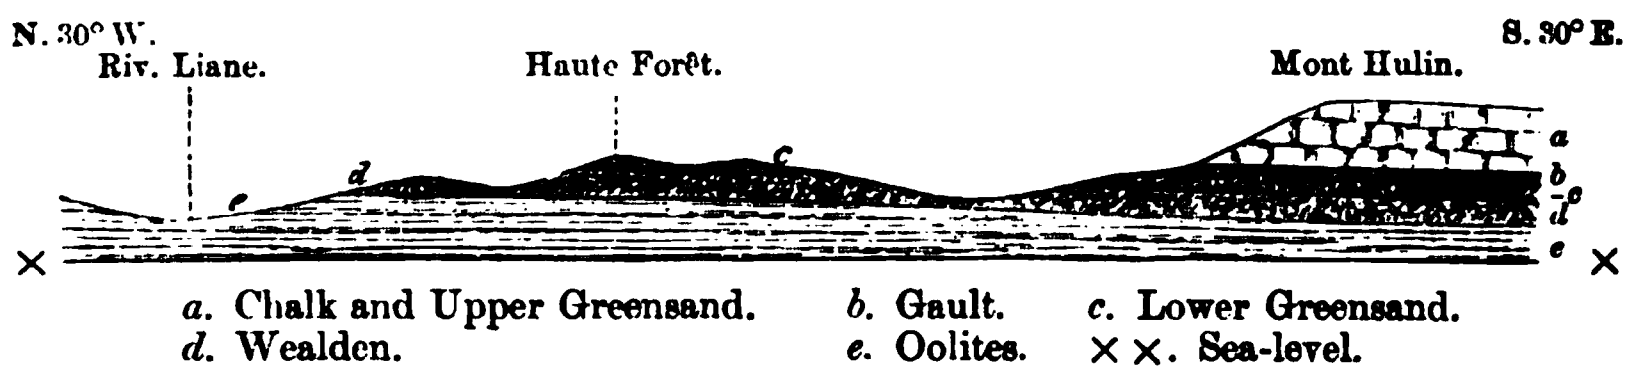 N. 30° W.
S. 30° E.
Riv. Liane.
Haute Forêt.
Mont Hulin.
c
a
d
b
e
c
d
e
× ×
a. Chalk and Upper Greensand. b. Gault. c. Lower Greensand.
d. Wealden. e. Oolites. × ×. Sea-level.